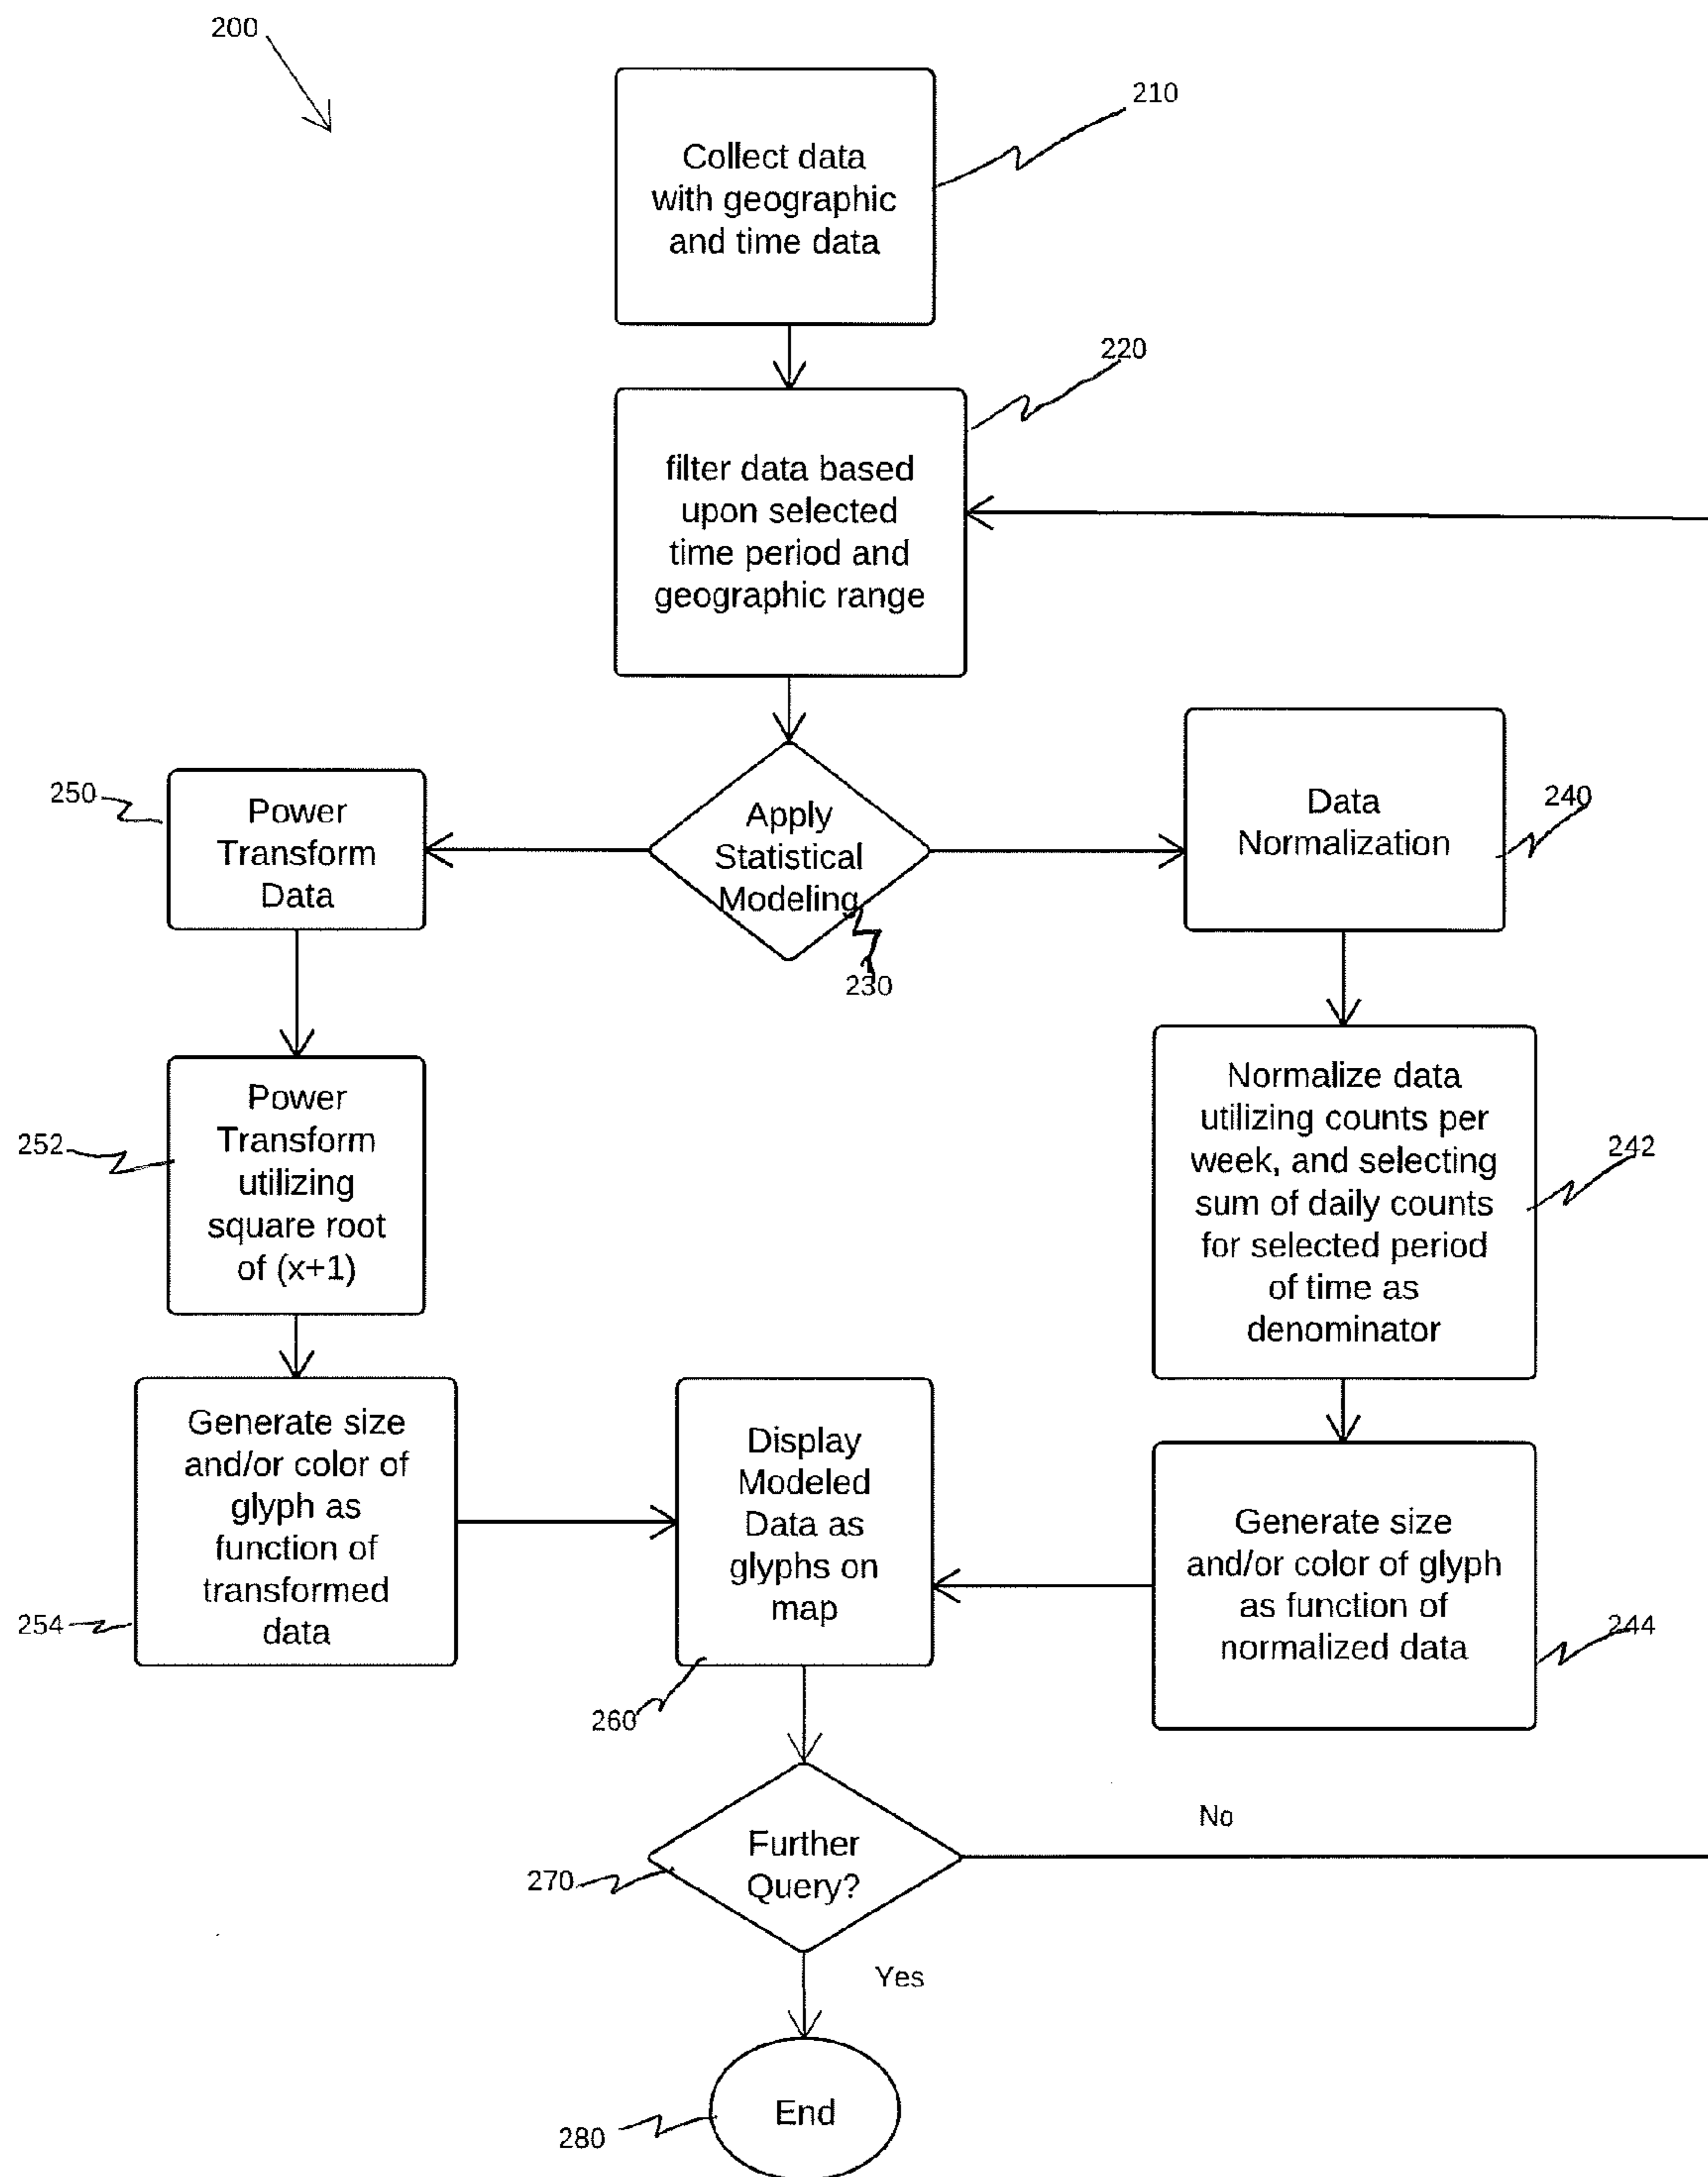 200
210
Collect data
with geographic
and time data
220
filter data based
upon selected
time period and
geographic range
250
Power
Transform
Data
Apply
Statistical
Modeling
230
Data
Normalization
240
252
Power
Transform
utilizing
square root
of (x+1)
Normalize data
utilizing counts per
week, and selecting
sum of daily counts
for selected period
of time as
denominator
242
Generate size
and/or color of
glyph as
function of
transformed
data
254
Display
Modeled
Data as
glyphs on
map
260
Generate size
and/or color of glyph
as function of
normalized data
244
Further
Query?
270
No
Yes
End
280